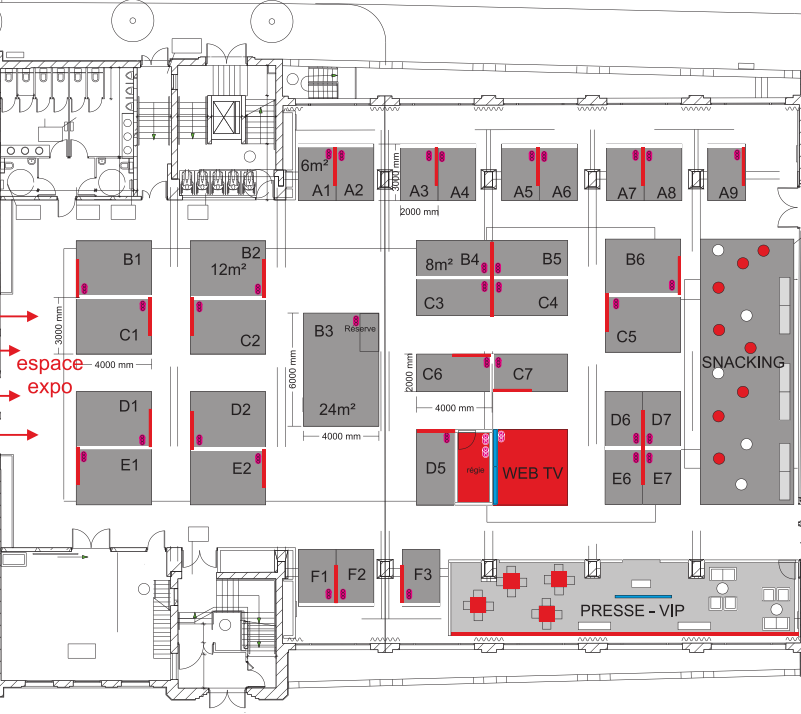 6m²
A1
A2
3000 mm
A3
A4
2000 mm
A5
A6
A7
A8
A9
B1
B2
12m²
8m²
B4
B5
B6
3000 mm
C1
C2
B3
Réserve
C3
C4
C5
6000 mm
4000 mm
espace
expo
24m²
4000 mm
2000 mm
C6
C7
4000 mm
SNACKING
D1
D2
D5
régie
WEB TV
D6
D7
E1
E2
E6
E7
F1
F2
F3
PRESSE - VIP